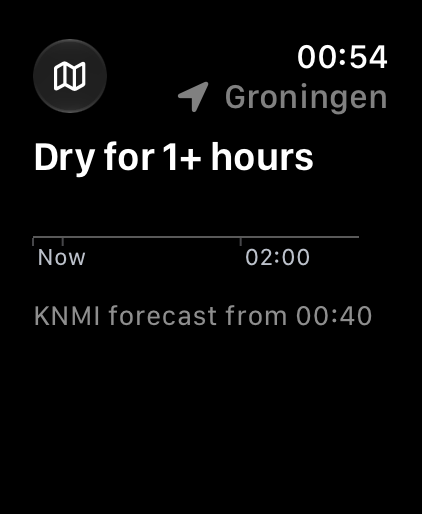 00:54
Groningen
Dry for 1+ hours
Now 02:00
KNMI forecast from 00:40